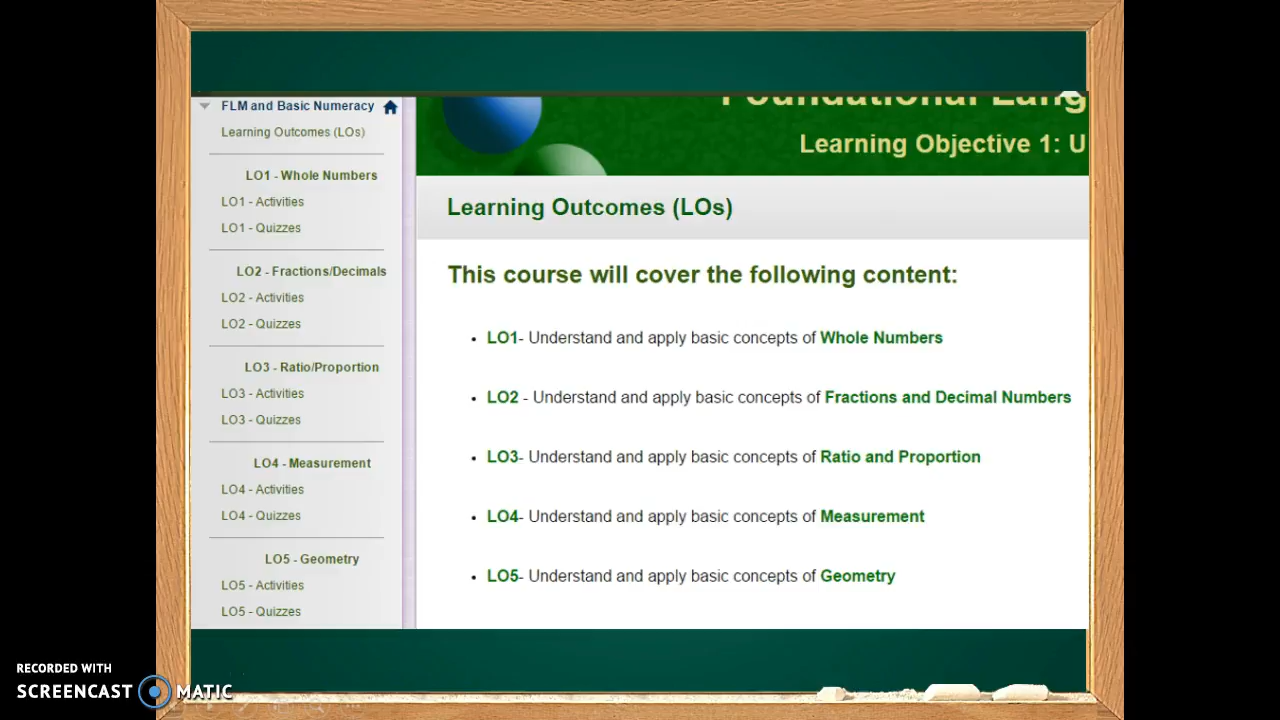 FLM and Basic Numeracy
Learning Outcomes (LOs)
LO1 - Whole Numbers
LO1 - Activities
LO1 - Quizzes
LO2 - Fractions/Decimals
LO2 - Activities
LO2 - Quizzes
LO3 - Ratio/Proportion
LO3 - Activities
LO3 - Quizzes
LO4 - Measurement
LO4 - Activities
LO4 - Quizzes
LO5 - Geometry
LO5 - Activities
LO5 - Quizzes
Foundational Lang
Learning Objective 1: U
Learning Outcomes (LOs)
This course will cover the following content:
• LO1- Understand and apply basic concepts of Whole Numbers
• LO2 - Understand and apply basic concepts of Fractions and Decimal Numbers
• LO3- Understand and apply basic concepts of Ratio and Proportion
• LO4- Understand and apply basic concepts of Measurement
• LO5- Understand and apply basic concepts of Geometry
RECORDED WITH
SCREENCAST MATIC